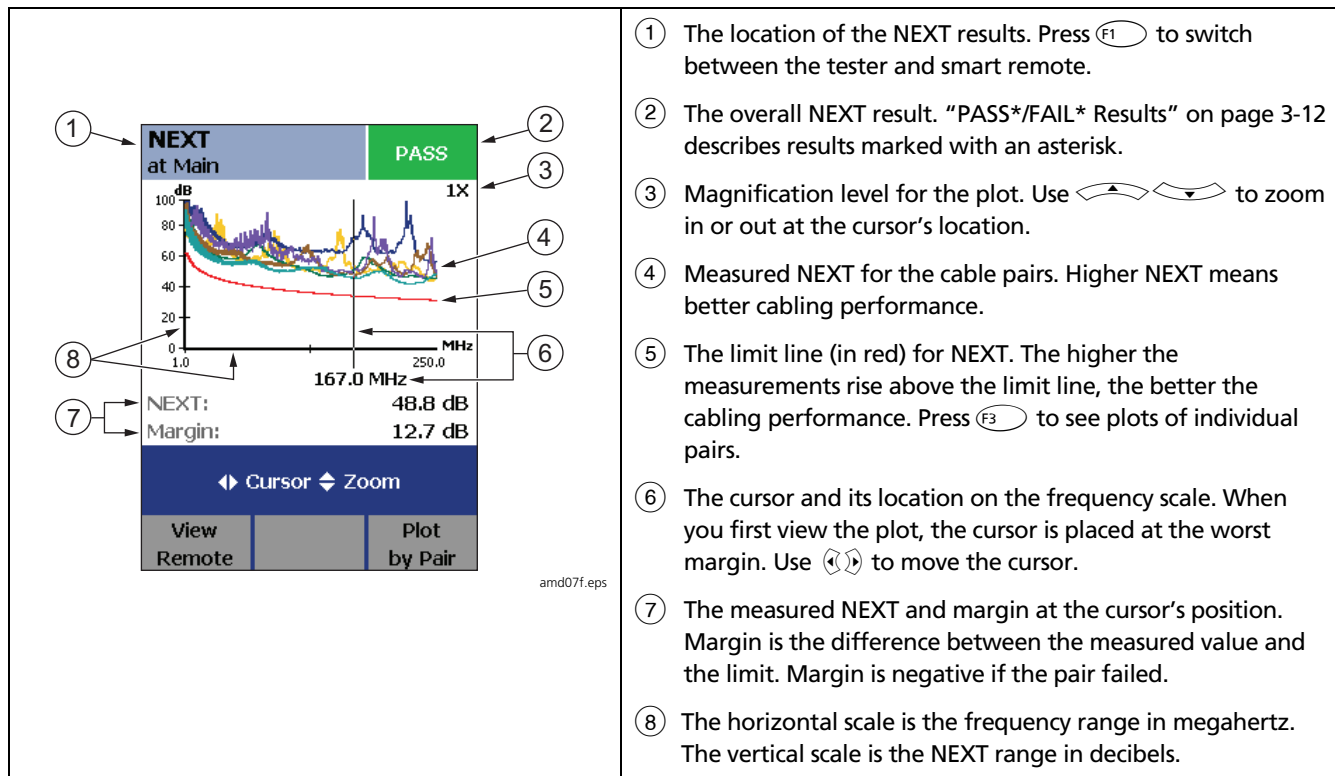 1
2
3
4
5
6
7
8
NEXT
at Main
PASS
1X
dB
100
80
60
40
20
0
1.0
MHz
250.0
167.0 MHz
NEXT: 48.8 dB
Margin: 12.7 dB
Cursor Zoom
View Remote
Plot by Pair
amd07f.eps
1 The location of the NEXT results. Press F1 to switch
between the tester and smart remote.
2 The overall NEXT result. “PASS*/FAIL* Results” on page 3-12
describes results marked with an asterisk.
3 Magnification level for the plot. Use to zoom
in or out at the cursor’s location.
4 Measured NEXT for the cable pairs. Higher NEXT means
better cabling performance.
5 The limit line (in red) for NEXT. The higher the
measurements rise above the limit line, the better the
cabling performance. Press F3 to see plots of individual
pairs.
6 The cursor and its location on the frequency scale. When
you first view the plot, the cursor is placed at the worst
margin. Use to move the cursor.
7 The measured NEXT and margin at the cursor’s position.
Margin is the difference between the measured value and
the limit. Margin is negative if the pair failed.
8 The horizontal scale is the frequency range in megahertz.
The vertical scale is the NEXT range in decibels.